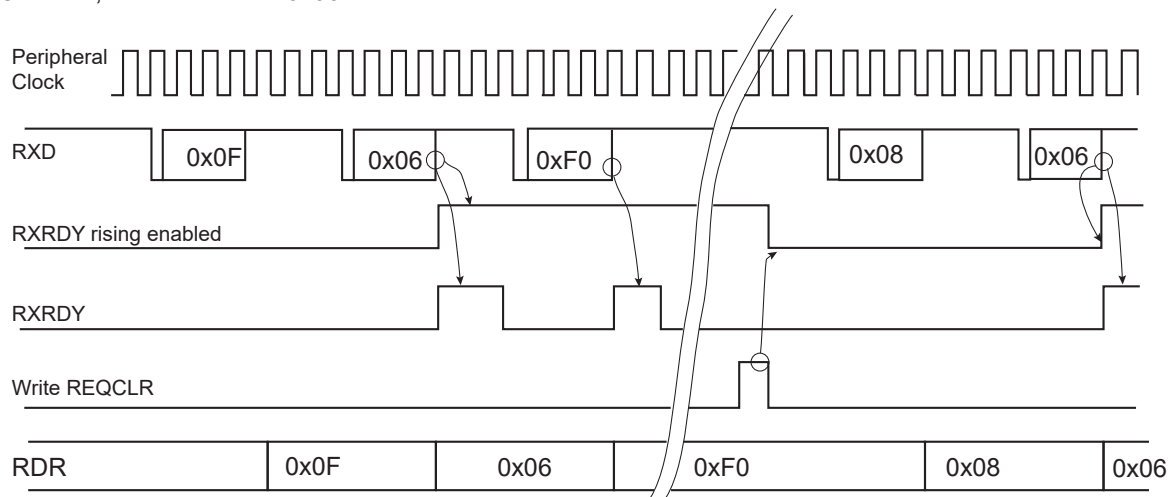 Peripheral
Clock
RXD 0x0F 0x06 0xF0 0x08 0x06
RXRDY rising enabled
RXRDY
Write REQCLR
RDR 0x0F 0x06 0xF0 0x08 0x06